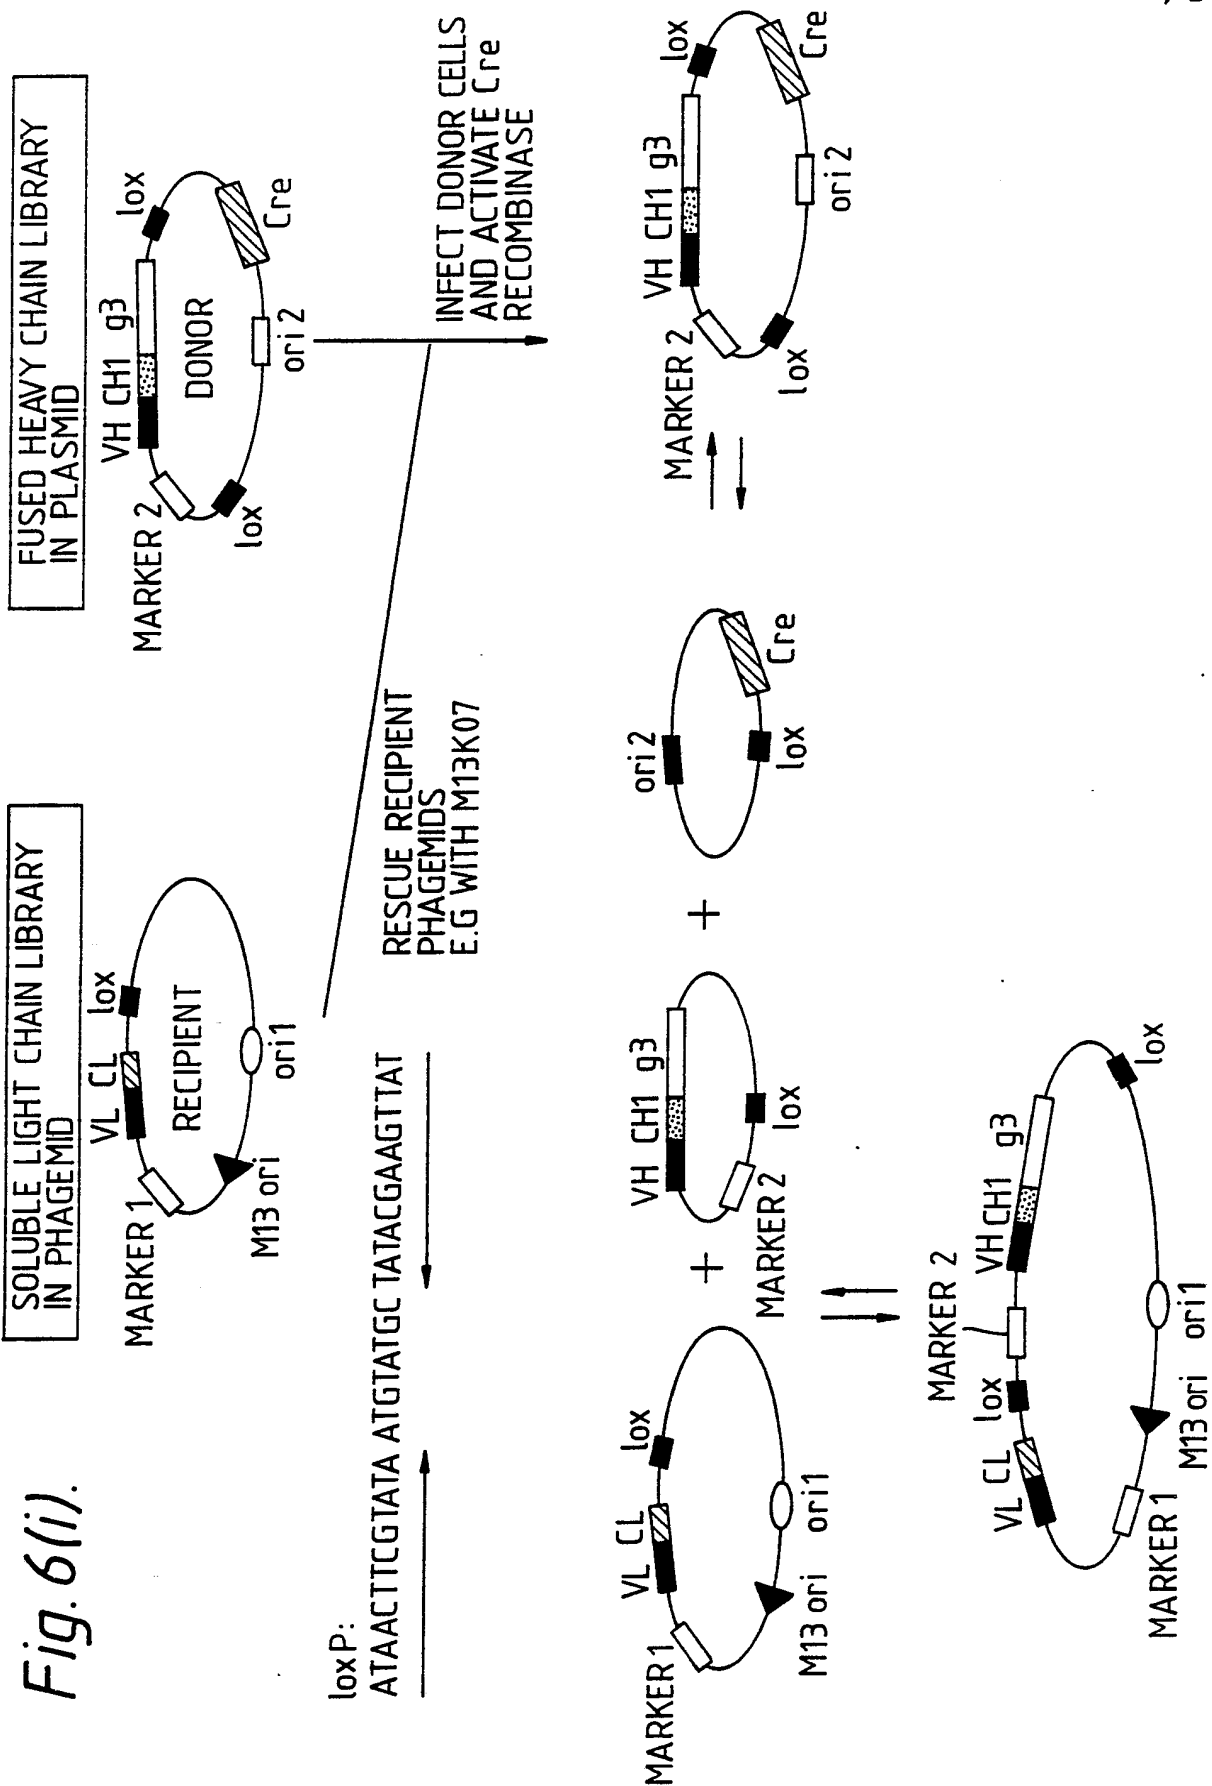 Fig. 6(i).
SOLUBLE LIGHT CHAIN LIBRARY
IN PHAGEMID
FUSED HEAVY CHAIN LIBRARY
IN PLASMID
MARKER 1
VL CL
lox
RECIPIENT
M13 ori
ori1
MARKER 2
VH CH1 g3
lox
DONOR
lox
ori 2
Cre
loxP:
ATAACTTCGTATA ATGTATGC TATACGAAGTTAT
RESCUE RECIPIENT
PHAGEMIDS
E.G WITH M13K07
INFECT DONOR CELLS
AND ACTIVATE Cre
RECOMBINASE
MARKER1
VL CL
lox
M13 ori
ori1
+
VH CH1 g3
MARKER 2
lox
+
ori 2
lox
Cre
MARKER 2
VH CH1 g3
lox
lox
ori 2
Cre
MARKER 2
VL CL
lox
VH CH1 g3
lox
MARKER 1
M13 ori
ori1